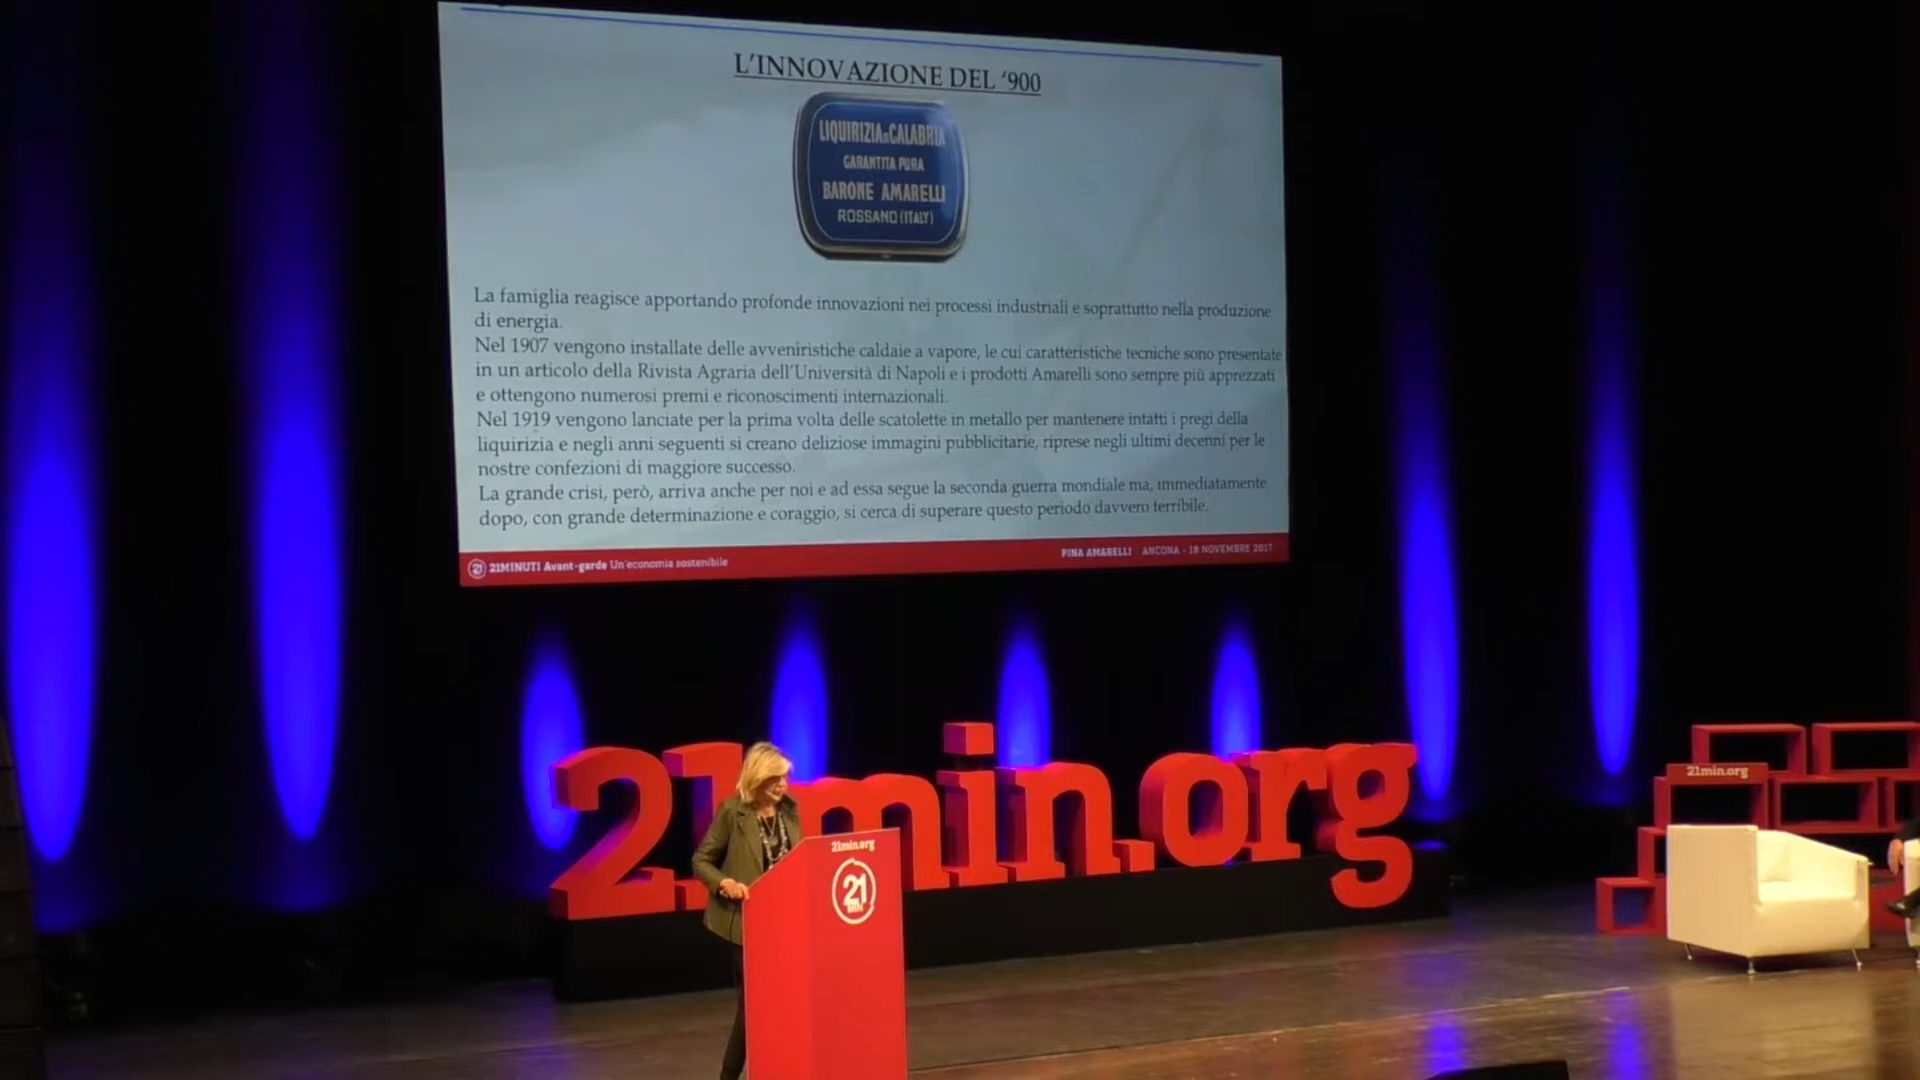 L'INNOVAZIONE DEL '900
LIQUIRIZIA DI CALABRIA
GARANTITA PURA
BARONE AMARELLI
ROSSANO (ITALY)
La famiglia reagisce apportando profonde innovazioni nei processi industriali e soprattutto nella produzione
di energia.
Nel 1907 vengono installate delle avveniristiche caldaie a vapore, le cui caratteristiche tecniche sono presentate
in un articolo della Rivista Agraria dell'Università di Napoli e i prodotti Amarelli sono sempre più apprezzati
e ottengono numerosi premi e riconoscimenti internazionali.
Nel 1919 vengono lanciate per la prima volta delle scatolette in metallo per mantenere intatti i pregi della
liquirizia e negli anni seguenti si creano deliziose immagini pubblicitarie, riprese negli ultimi decenni per le
nostre confezioni di maggiore successo.
La grande crisi, però, arriva anche per noi e ad essa segue la seconda guerra mondiale ma, immediatamente
dopo, con grande determinazione e coraggio, si cerca di superare questo periodo davvero terribile.
21 21MINUTI Avant-garde Un'economia sostenibile
PINA AMARELLI ANCONA - 18 NOVEMBRE 2017
21min.org
21min.org
21min.org
21
MIN